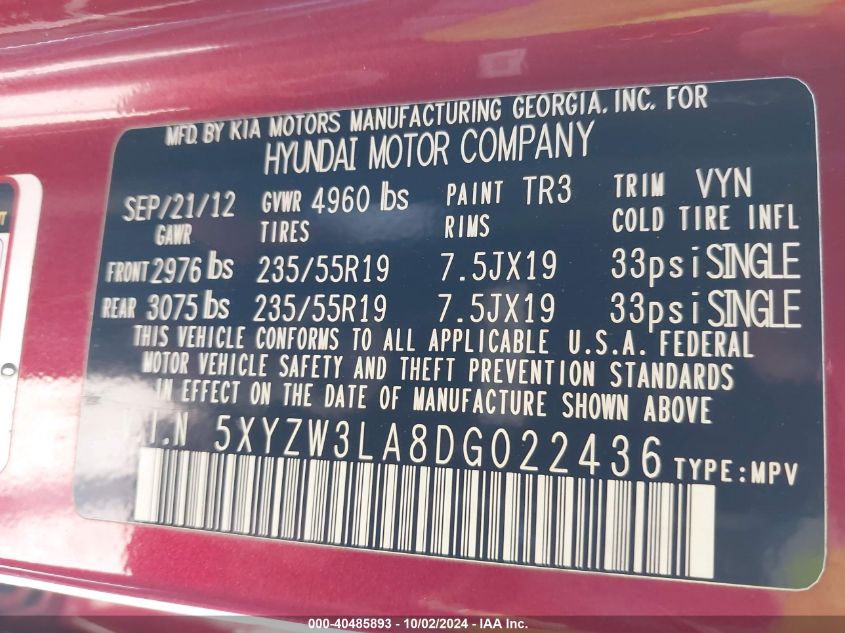 MFD. BY KIA MOTORS MANUFACTURING GEORGIA, INC. FOR
HYUNDAI MOTOR COMPANY
SEP/21/12 GVWR 4960 lbs PAINT TR3 TRIM VYN
GAWR TIRES RIMS COLD TIRE INFL
FRONT 2976 lbs 235/55R19 7.5JX19 33psi SINGLE
REAR 3075 lbs 235/55R19 7.5JX19 33psi SINGLE
THIS VEHICLE CONFORMS TO ALL APPLICABLE U.S.A. FEDERAL
MOTOR VEHICLE SAFETY AND THEFT PREVENTION STANDARDS
IN EFFECT ON THE DATE OF MANUFACTURE SHOWN ABOVE
V.I.N 5XYZW3LA8DG022436 TYPE:MPV
000-40485893 - 10/02/2024 - IAA Inc.